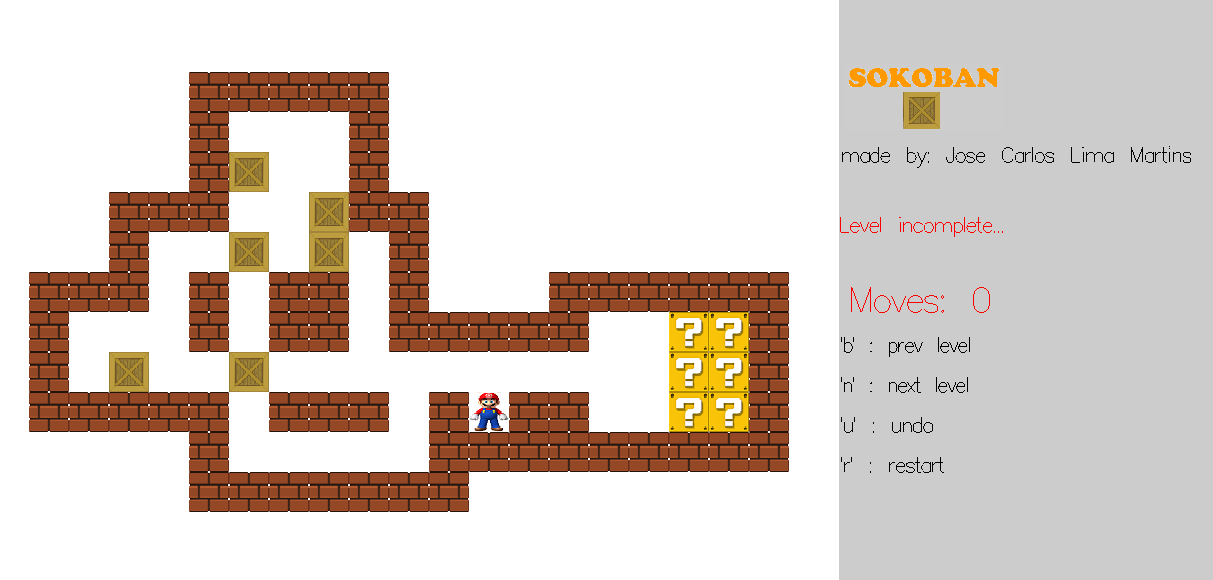 ? ?
? ?
? ?
SOKOBAN
made by: Jose Carlos Lima Martins
Level incomplete...
Moves: 0
'b' : prev level
'n' : next level
'u' : undo
'r' : restart